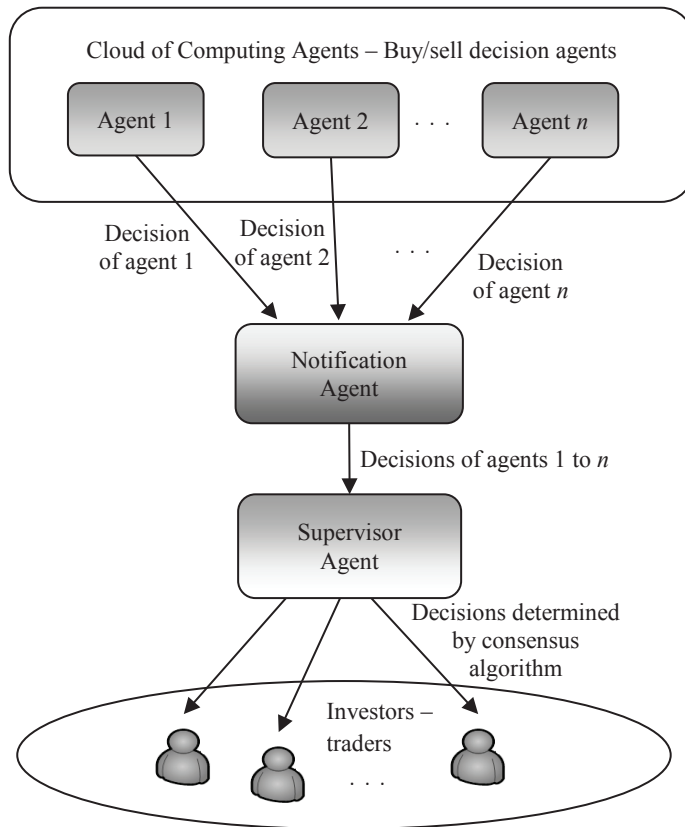 Cloud of Computing Agents – Buy/sell decision agents
Agent 1
Agent 2
. . .
Agent n
Decision
of agent 1
Decision
of agent 2
. . .
Decision
of agent n
Notification
Agent
Decisions of agents 1 to n
Supervisor
Agent
Decisions determined
by consensus
algorithm
Investors –
traders
. . .